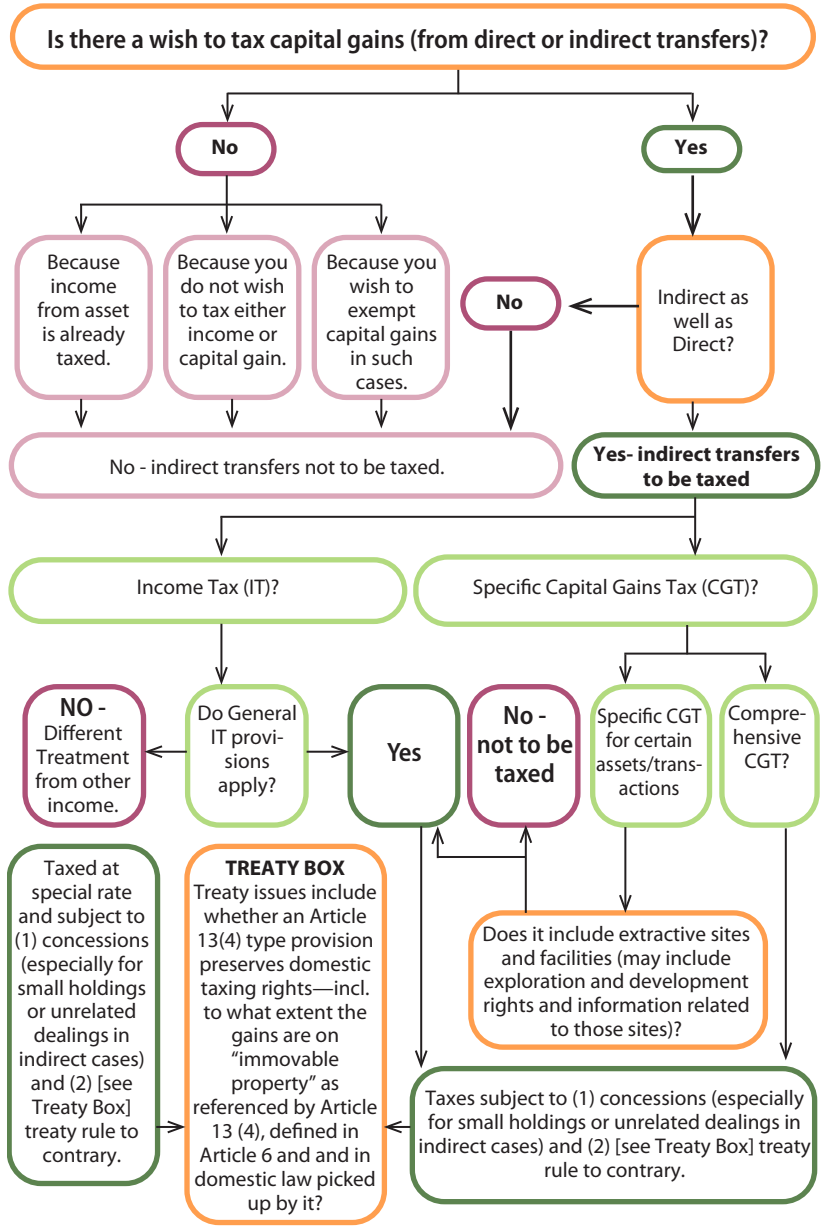 Is there a wish to tax capital gains (from direct or indirect transfers)?
No
Yes
Because
income
from asset
is already
taxed.
Because you
do not wish
to tax either
income or
capital gain.
Because you
wish to
exempt
capital gains
in such
cases.
No
Indirect as
well as
Direct?
No - indirect transfers not to be taxed.
Yes- indirect transfers
to be taxed
Income Tax (IT)?
Specific Capital Gains Tax (CGT)?
NO -
Different
Treatment
from other
income.
Do General
IT provi-
sions
apply?
Yes
No -
not to be
taxed
Specific CGT
for certain
assets/trans-
actions
Compre-
hensive
CGT?
Taxed at
special rate
and subject to
(1) concessions
(especially for
small holdings
or unrelated
dealings in
indirect cases)
and (2) [see
Treaty Box]
treaty rule to
contrary.
TREATY BOX
Treaty issues include
whether an Article
13(4) type provision
preserves domestic
taxing rights—incl.
to what extent the
gains are on
“immovable
property” as
referenced by Article
13 (4), defined in
Article 6 and and in
domestic law picked
up by it?
Does it include extractive sites
and facilities (may include
exploration and development
rights and information related
to those sites)?
Taxes subject to (1) concessions (especially
for small holdings or unrelated dealings in
indirect cases) and (2) [see Treaty Box] treaty
rule to contrary.